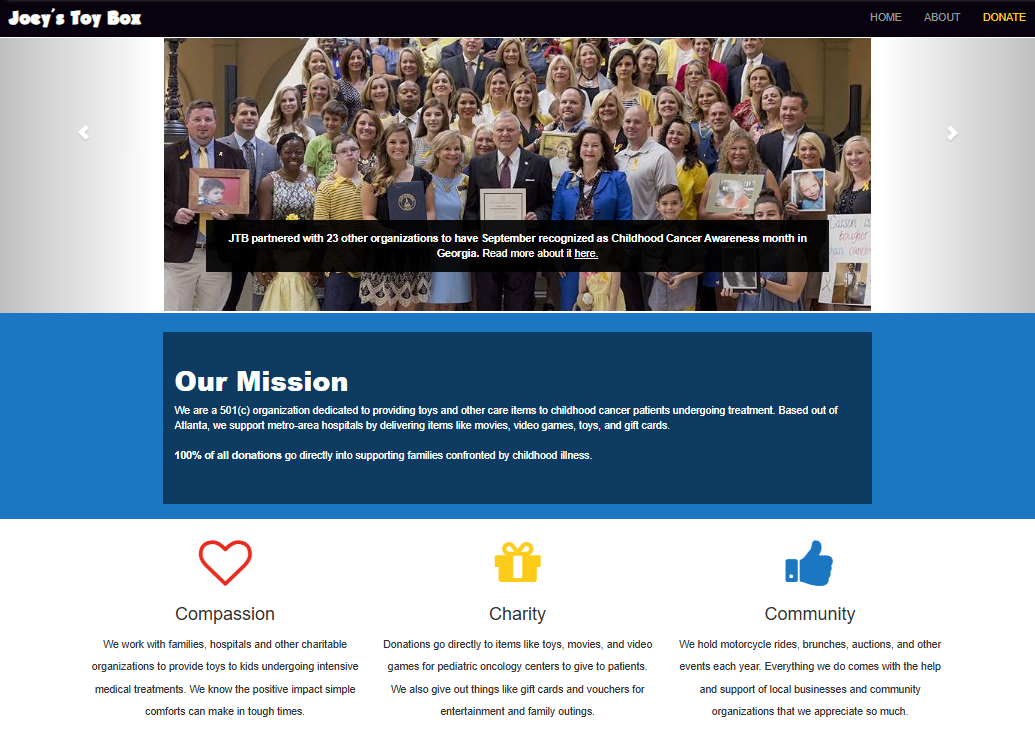 Joey's Toy Box
HOME ABOUT DONATE
Carson is
tougher
than cancer
JTB partnered with 23 other organizations to have September recognized as Childhood Cancer Awareness month in
Georgia. Read more about it here.
Our Mission
We are a 501(c) organization dedicated to providing toys and other care items to childhood cancer patients undergoing treatment. Based out of
Atlanta, we support metro-area hospitals by delivering items like movies, video games, toys, and gift cards.
100% of all donations go directly into supporting families confronted by childhood illness.
Compassion
We work with families, hospitals and other charitable
organizations to provide toys to kids undergoing intensive
medical treatments. We know the positive impact simple
comforts can make in tough times.
Charity
Donations go directly to items like toys, movies, and video
games for pediatric oncology centers to give to patients.
We also give out things like gift cards and vouchers for
entertainment and family outings.
Community
We hold motorcycle rides, brunches, auctions, and other
events each year. Everything we do comes with the help
and support of local businesses and community
organizations that we appreciate so much.